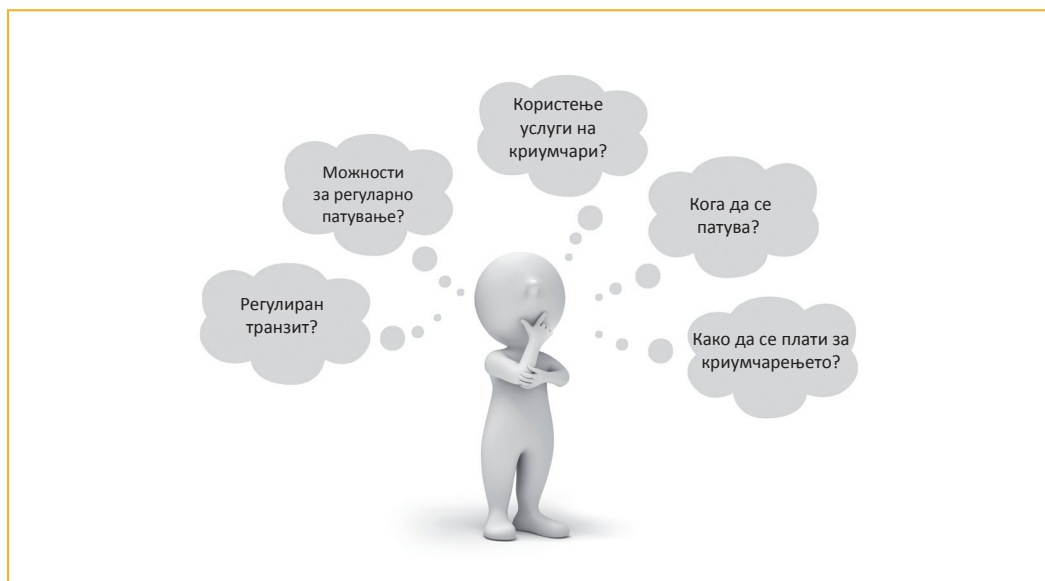 Регулиран
транзит?
Можности
за регуларно
патување?
Користење
услуги на
криумчари?
Кога да се
патува?
Како да се плати за
криумчарењето?